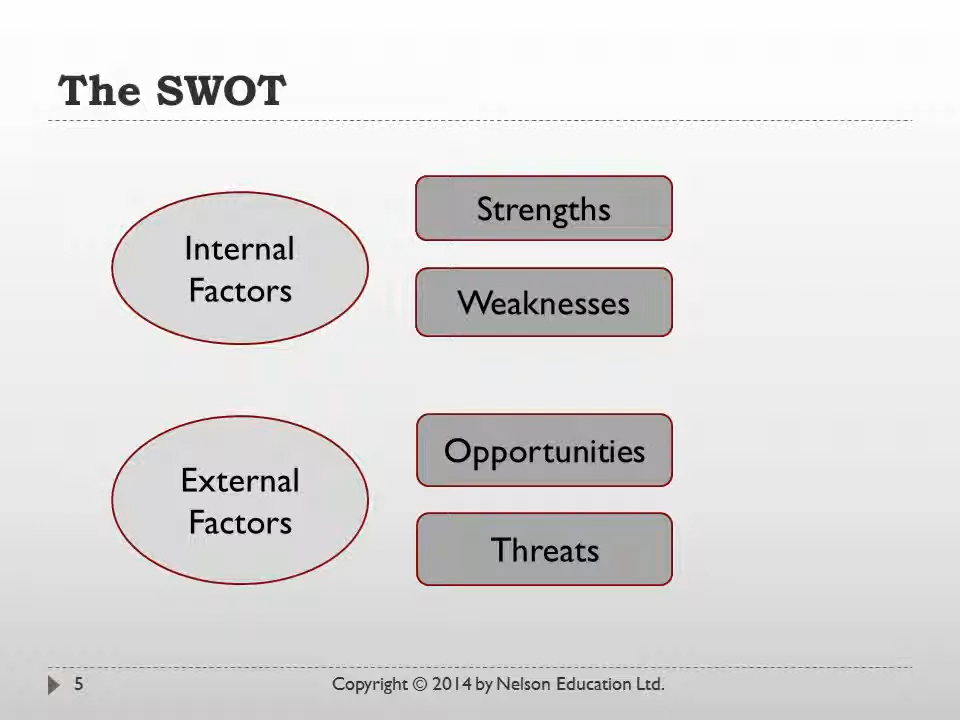 The SWOT
Internal
Factors
Strengths
Weaknesses
External
Factors
Opportunities
Threats
5
Copyright © 2014 by Nelson Education Ltd.